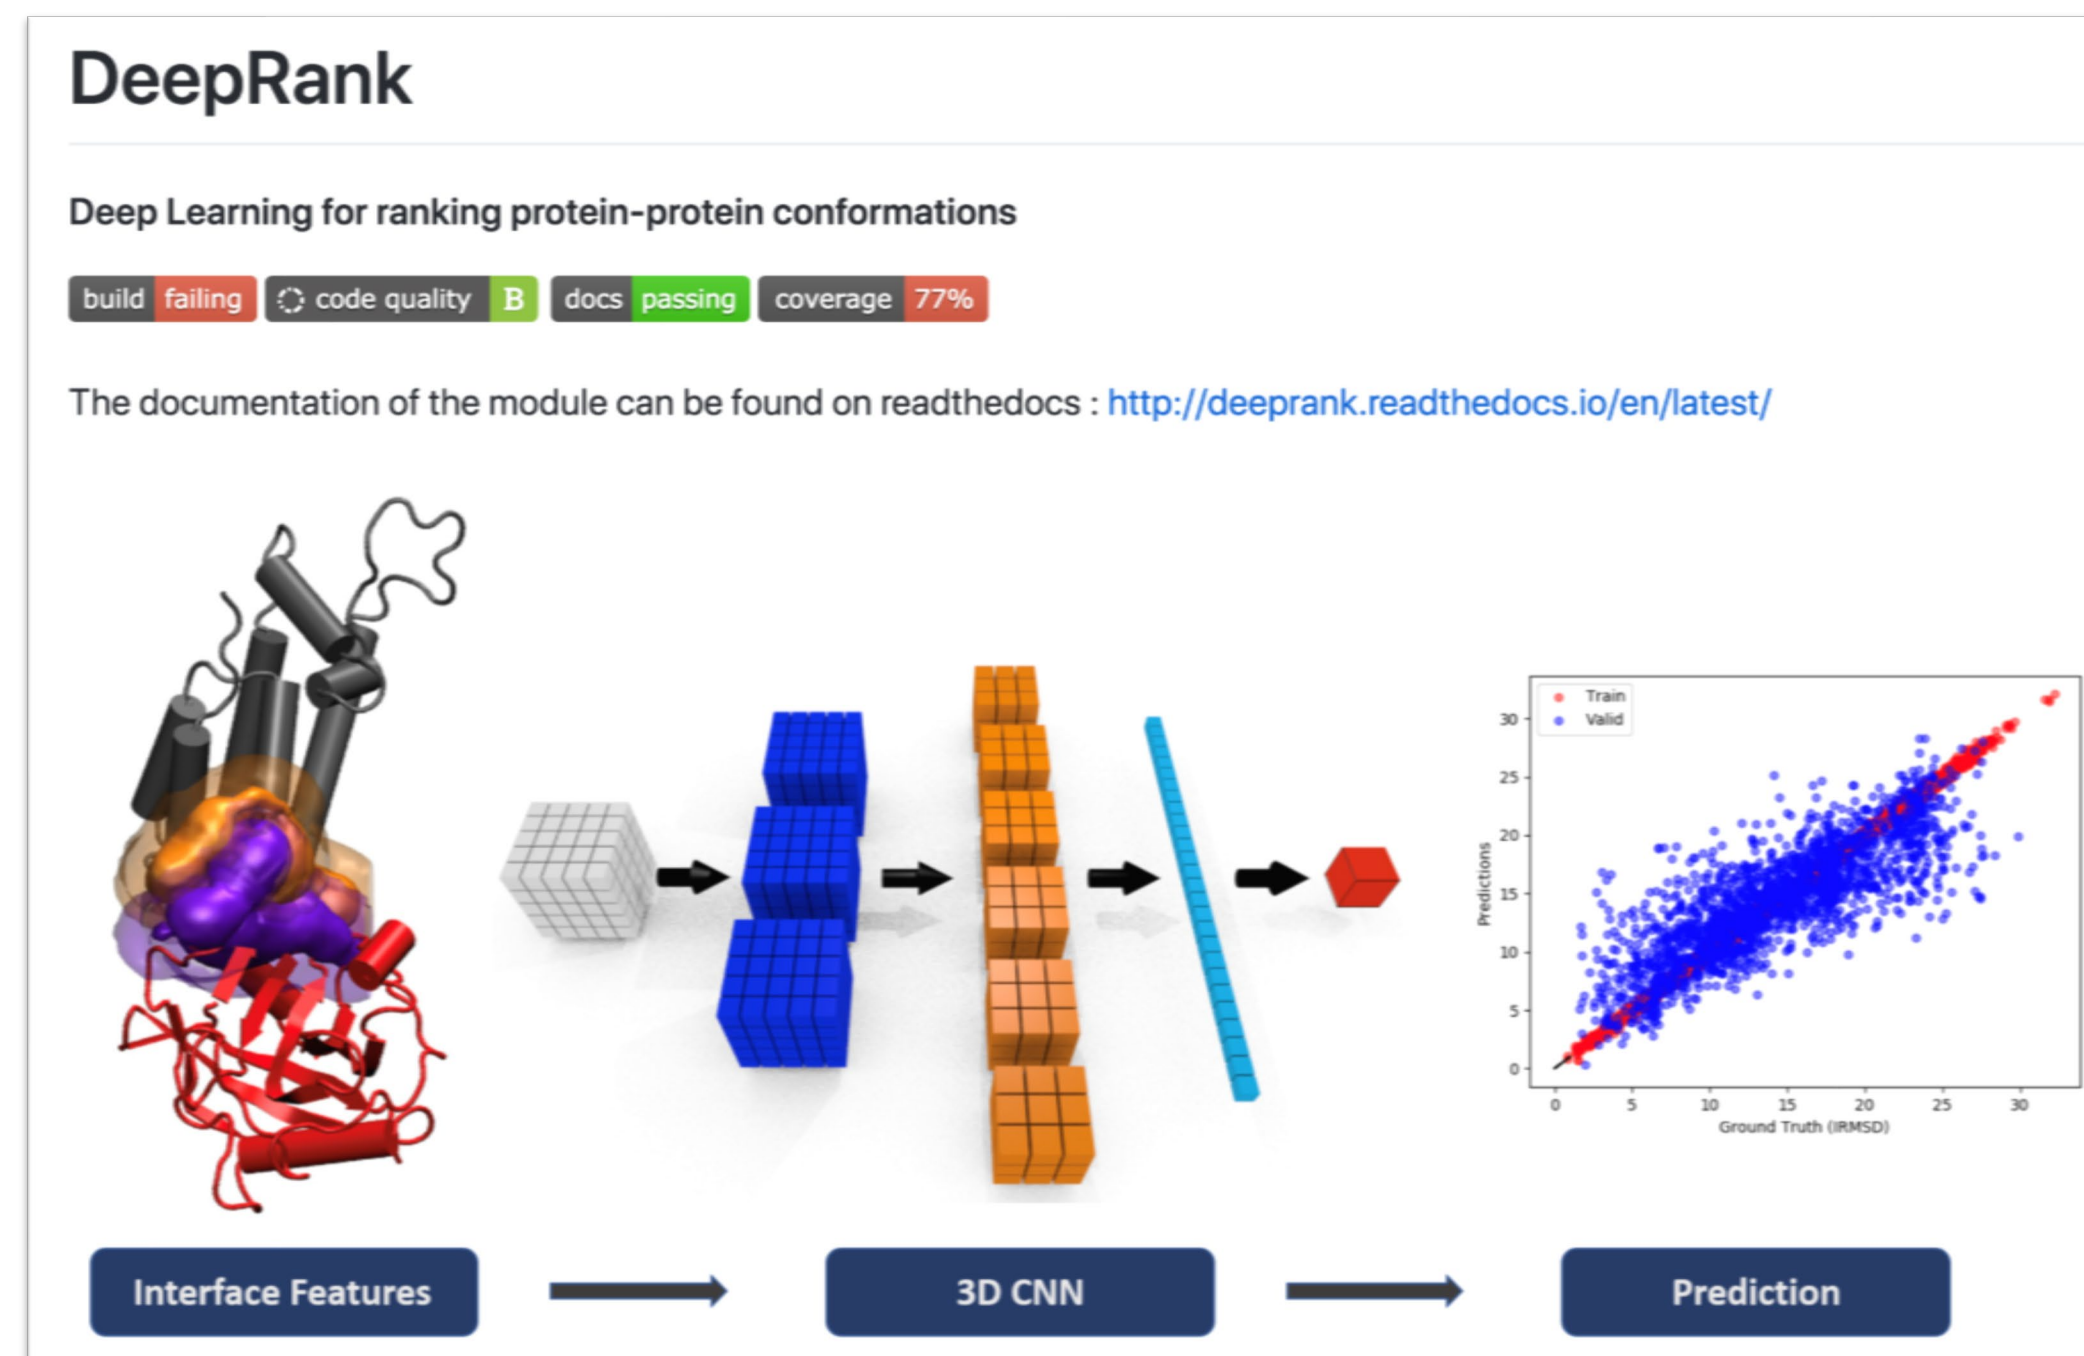 DeepRank
Deep Learning for ranking protein-protein conformations
build failing code quality B docs passing coverage 77%
The documentation of the module can be found on readthedocs : http://deeprank.readthedocs.io/en/latest/
Train
Valid
30
25
20
15
10
5
0
Predictions
0 5 10 15 20 25 30
Ground Truth (IRMSD)
Interface Features
3D CNN
Prediction